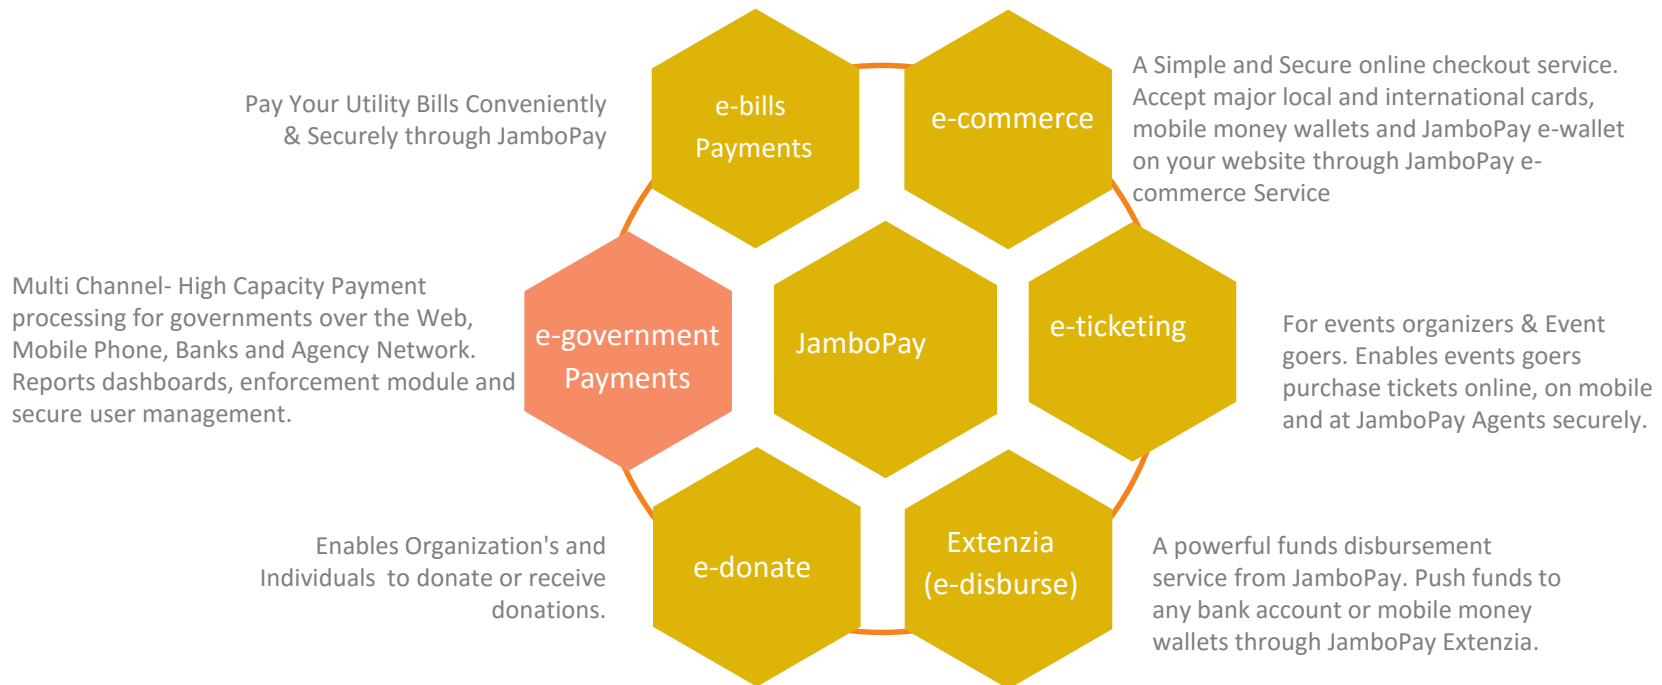 Pay Your Utility Bills Conveniently
& Securely through JamboPay
e-bills
Payments
e-commerce
A Simple and Secure online checkout service.
Accept major local and international cards,
mobile money wallets and JamboPay e-wallet
on your website through JamboPay e-
commerce Service
Multi Channel- High Capacity Payment
processing for governments over the Web,
Mobile Phone, Banks and Agency Network.
Reports dashboards, enforcement module and
secure user management.
e-government
Payments
JamboPay
e-ticketing
For events organizers & Event
goers. Enables events goers
purchase tickets online, on mobile
and at JamboPay Agents securely.
Enables Organization's and
Individuals  to donate or receive
donations.
e-donate
Extenzia
(e-disburse)
A powerful funds disbursement
service from JamboPay. Push funds to
any bank account or mobile money
wallets through JamboPay Extenzia.